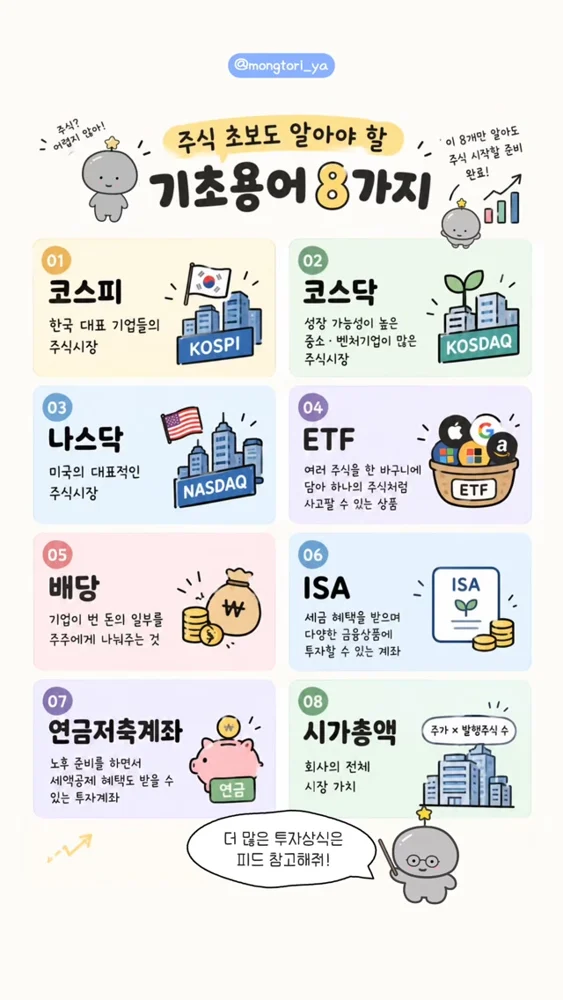 @mongtori_ya
주식?
어렵지 않아!
주식 초보도 알아야 할
기초용어 8가지
이 8개만 알아도
주식 시작할 준비
완료!
01
코스피
한국 대표 기업들의
주식시장
KOSPI
02
코스닥
성장 가능성이 높은
중소·벤처기업이 많은
주식시장
KOSDAQ
03
나스닥
미국의 대표적인
주식시장
NASDAQ
04
ETF
여러 주식을 한 바구니에
담아 하나의 주식처럼
사고팔 수 있는 상품
G
a
ETF
05
배당
기업이 번 돈의 일부를
주주에게 나눠주는 것
₩
$
06
ISA
세금 혜택을 받으며
다양한 금융상품에
투자할 수 있는 계좌
ISA
07
연금저축계좌
노후 준비를 하면서
세액공제 혜택도 받을 수
있는 투자계좌
₩
연금
08
시가총액
회사의 전체
시장 가치
주가 × 발행주식 수
더 많은 투자상식은
피드 참고해줘!